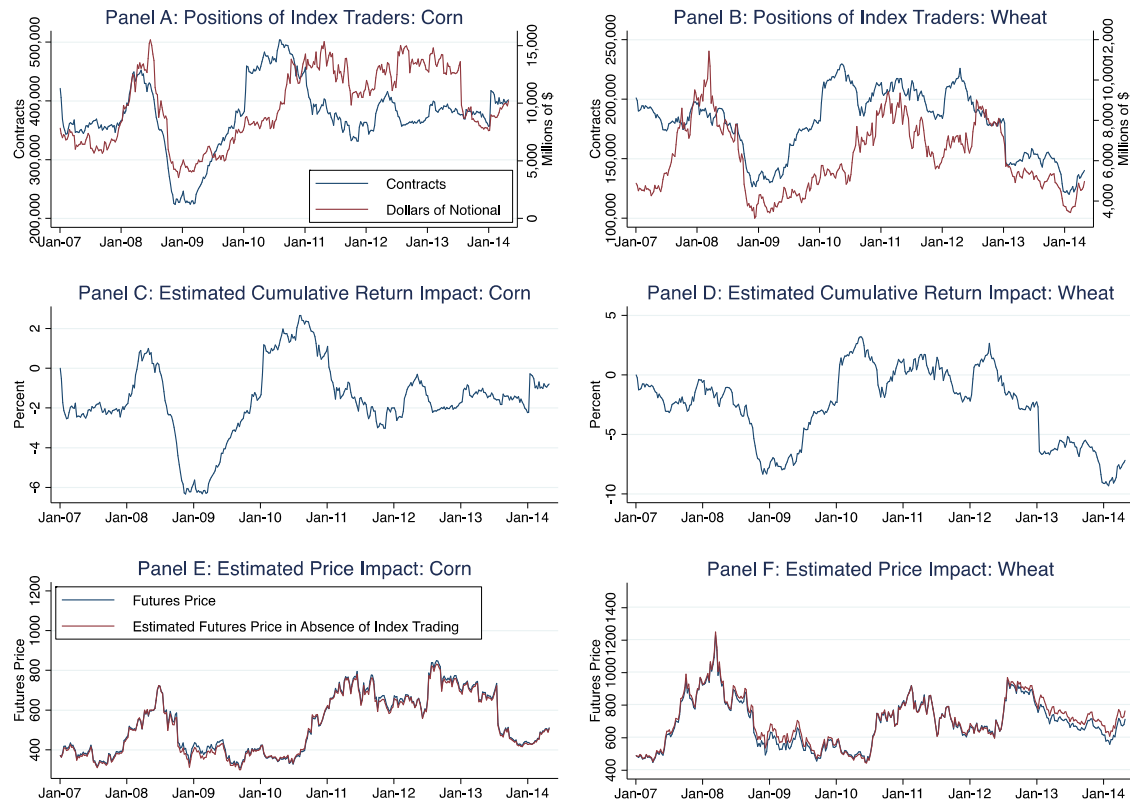 Panel A: Positions of Index Traders: Corn
Contracts
200,000 300,000 400,000 500,000
0 5,000 10,000 15,000
Millions of $
Contracts
Dollars of Notional
Jan-07 Jan-08 Jan-09 Jan-10 Jan-11 Jan-12 Jan-13 Jan-14
Panel B: Positions of Index Traders: Wheat
Contracts
100,000 150,000 200,000 250,000
4,000 6,000 8,000 10,000 12,000
Millions of $
Jan-07 Jan-08 Jan-09 Jan-10 Jan-11 Jan-12 Jan-13 Jan-14
Panel C: Estimated Cumulative Return Impact: Corn
Percent
-6 -4 -2 0 2
Jan-07 Jan-08 Jan-09 Jan-10 Jan-11 Jan-12 Jan-13 Jan-14
Panel D: Estimated Cumulative Return Impact: Wheat
Percent
-10 -5 0 5
Jan-07 Jan-08 Jan-09 Jan-10 Jan-11 Jan-12 Jan-13 Jan-14
Panel E: Estimated Price Impact: Corn
Futures Price
400 600 800 1000 1200
Futures Price
Estimated Futures Price in Absence of Index Trading
Jan-07 Jan-08 Jan-09 Jan-10 Jan-11 Jan-12 Jan-13 Jan-14
Panel F: Estimated Price Impact: Wheat
Futures Price
400 600 800 1000 1200 1400
Jan-07 Jan-08 Jan-09 Jan-10 Jan-11 Jan-12 Jan-13 Jan-14